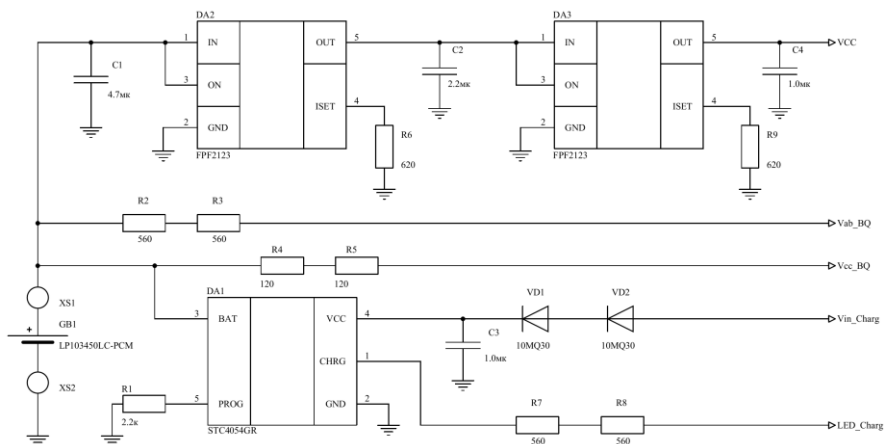 DA2
DA3
1 IN OUT 5
C1
4.7мк
3 ON
ISET 4
2 GND
FPF2123
R6
620
C2
2.2мк
1 IN OUT 5
3 ON
ISET 4
2 GND
FPF2123
R9
620
C4
1.0мк
VCC
R2 R3
560 560
Vab_BQ
R4 R5
120 120
Vcc_BQ
XS1
GB1
+
LP103450LC-PCM
XS2
DA1
3 BAT VCC 4
CHRG 1
R1
2.2к
5 PROG GND 2
STC4054GR
C3
1.0мк
VD1 VD2
10MQ30 10MQ30
Vin_Charg
R7 R8
560 560
LED_Charg